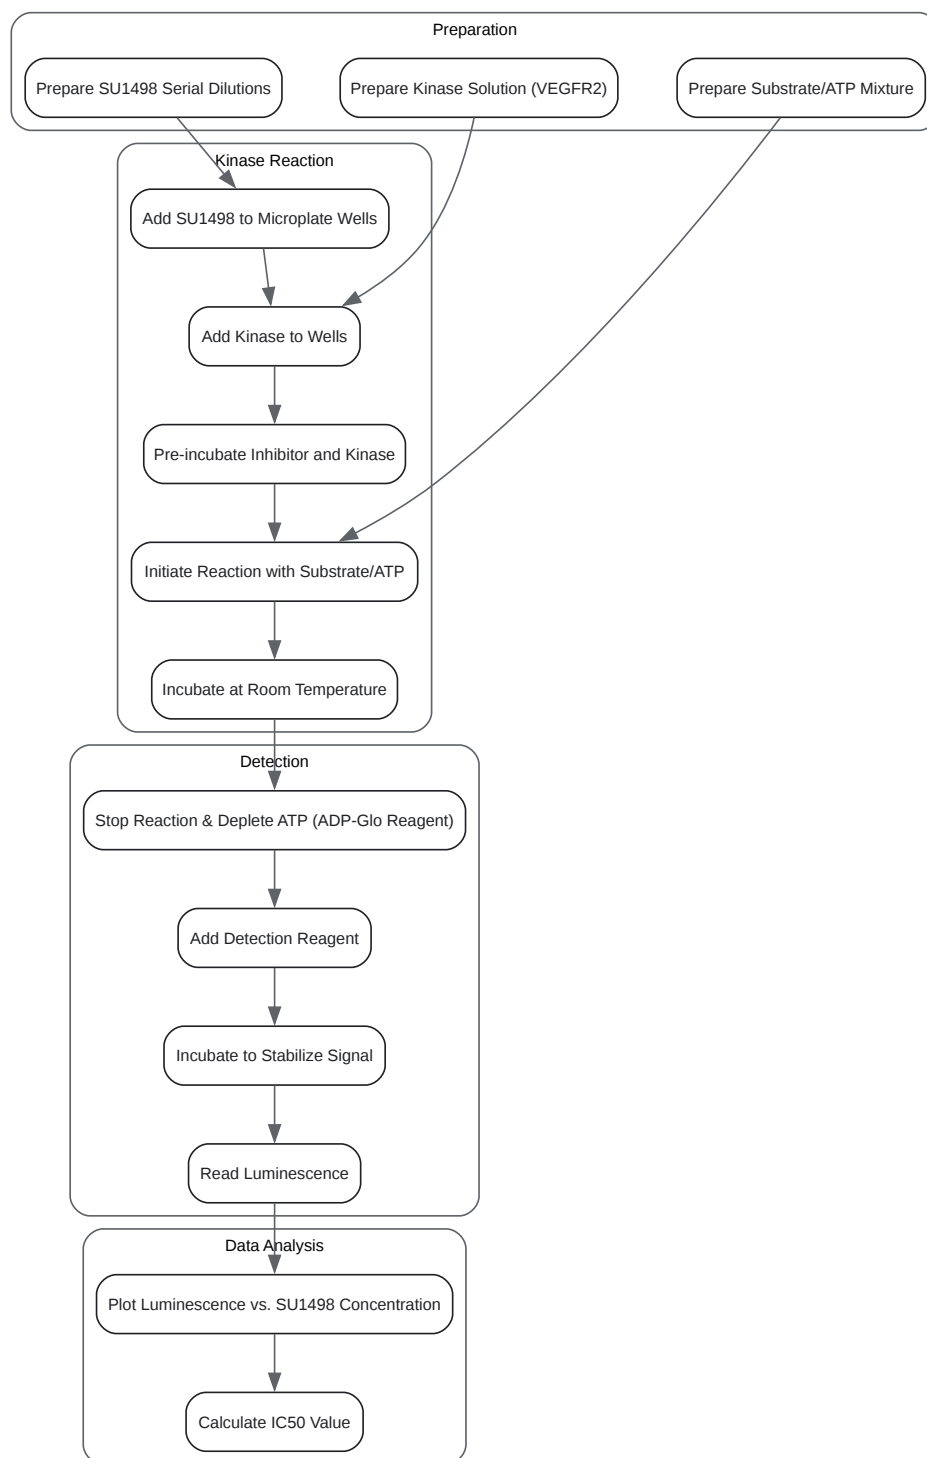 Preparation
Prepare SU1498 Serial Dilutions
Prepare Kinase Solution (VEGFR2)
Prepare Substrate/ATP Mixture
Kinase Reaction
Add SU1498 to Microplate Wells
Add Kinase to Wells
Pre-incubate Inhibitor and Kinase
Initiate Reaction with Substrate/ATP
Incubate at Room Temperature
Detection
Stop Reaction & Deplete ATP (ADP-Glo Reagent)
Add Detection Reagent
Incubate to Stabilize Signal
Read Luminescence
Data Analysis
Plot Luminescence vs. SU1498 Concentration
Calculate IC50 Value